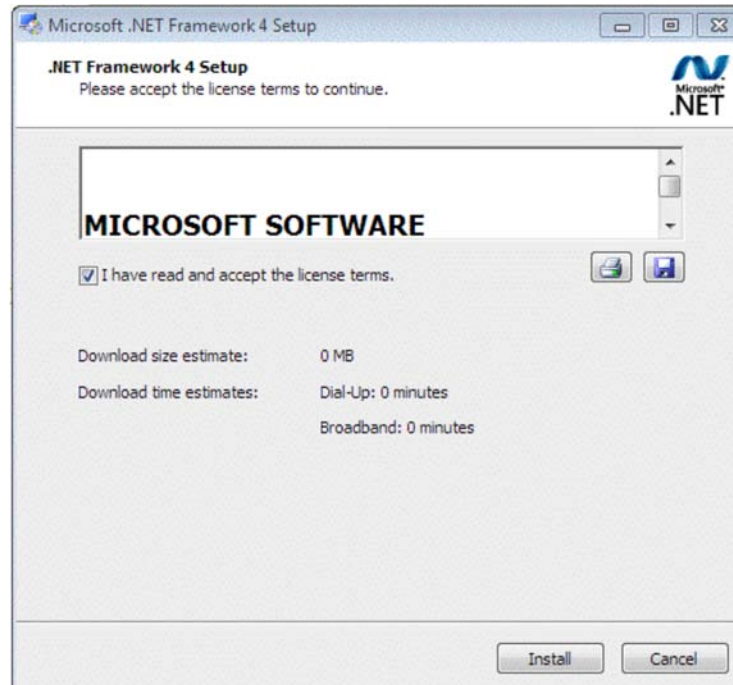 Microsoft .NET Framework 4 Setup
.NET Framework 4 Setup
Please accept the license terms to continue.
Microsoft®
.NET
MICROSOFT SOFTWARE
I have read and accept the license terms.
Download size estimate: 0 MB
Download time estimates: Dial-Up: 0 minutes
Broadband: 0 minutes
Install Cancel